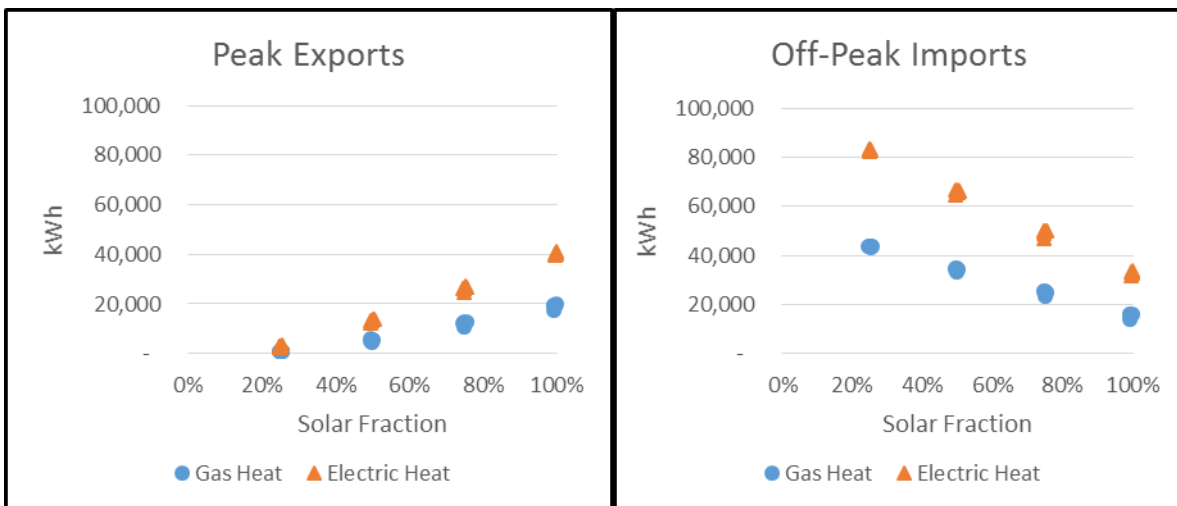 Peak Exports
100,000
80,000
60,000
40,000
20,000
-
kWh
0% 20% 40% 60% 80% 100%
Solar Fraction
Gas Heat Electric Heat
Off-Peak Imports
100,000
80,000
60,000
40,000
20,000
-
kWh
0% 20% 40% 60% 80% 100%
Solar Fraction
Gas Heat Electric Heat